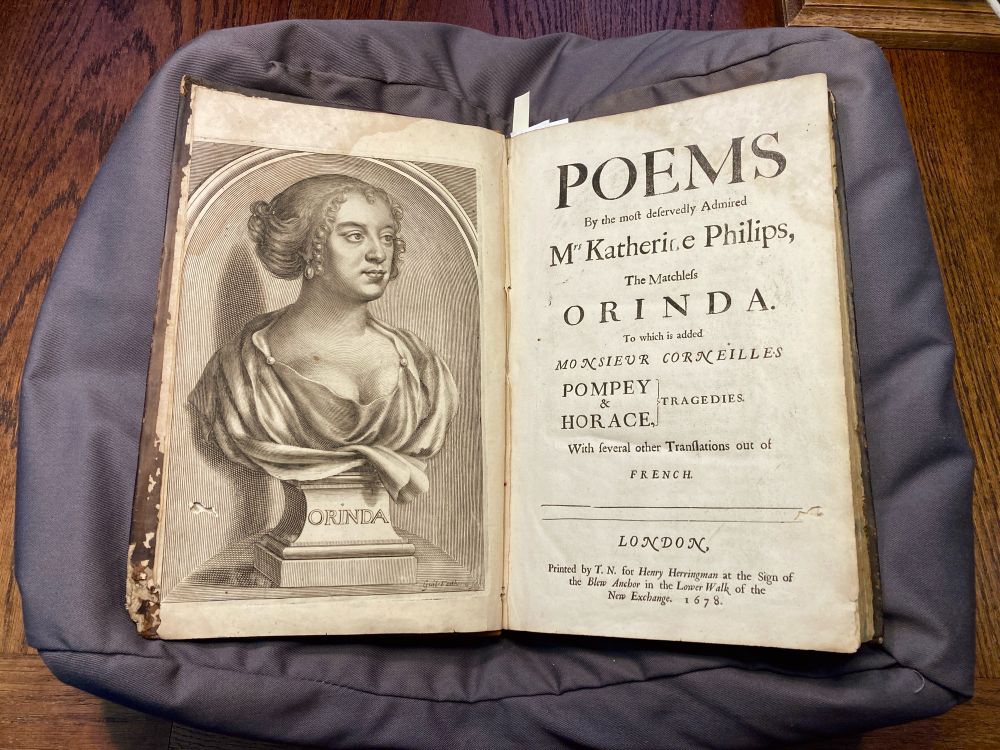 ORINDA
POEMS
By the moſt deſervedly Admired
Mrs Katherine Philips,
The Matchleſs
ORINDA.
To which is added
MONSIEUR CORNEILLE'S
POMPEY
&
HORACE,
TRAGEDIES.
With ſeveral other Tranſlations out of
FRENCH.
LONDON,
Printed by T. N. for Henry Herringman at the Sign of
the Blew Anchor in the Lower Walk of the
New Exchange. 1678.